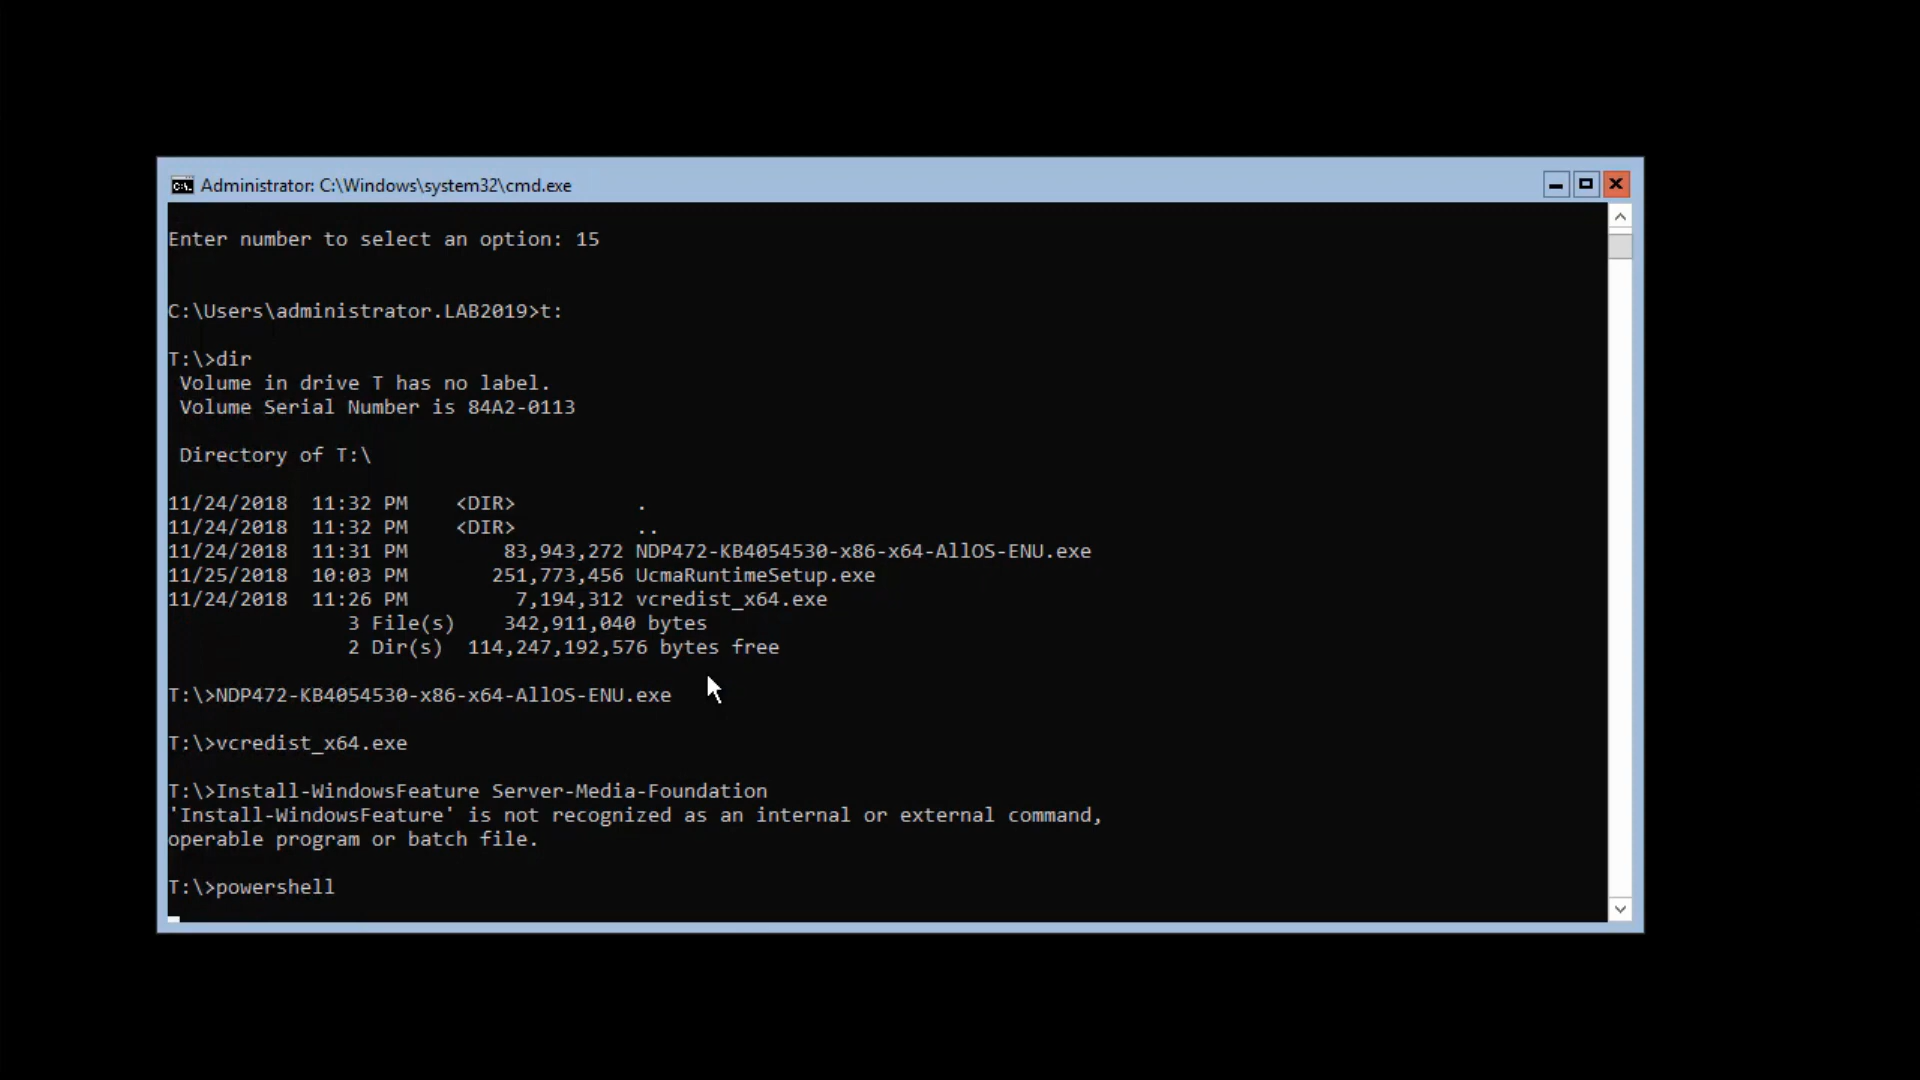 Administrator: C:\Windows\system32\cmd.exe
Enter number to select an option: 15
C:\Users\administrator.LAB2019>t:
T:\>dir
 Volume in drive T has no label.
 Volume Serial Number is 84A2-0113
 Directory of T:\
11/24/2018  11:32 PM    <DIR>          .
11/24/2018  11:32 PM    <DIR>          ..
11/24/2018  11:31 PM        83,943,272 NDP472-KB4054530-x86-x64-AllOS-ENU.exe
11/25/2018  10:03 PM       251,773,456 UcmaRuntimeSetup.exe
11/24/2018  11:26 PM         7,194,312 vcredist_x64.exe
               3 File(s)    342,911,040 bytes
               2 Dir(s)  114,247,192,576 bytes free
T:\>NDP472-KB4054530-x86-x64-AllOS-ENU.exe
T:\>vcredist_x64.exe
T:\>Install-WindowsFeature Server-Media-Foundation
'Install-WindowsFeature' is not recognized as an internal or external command,
operable program or batch file.
T:\>powershell